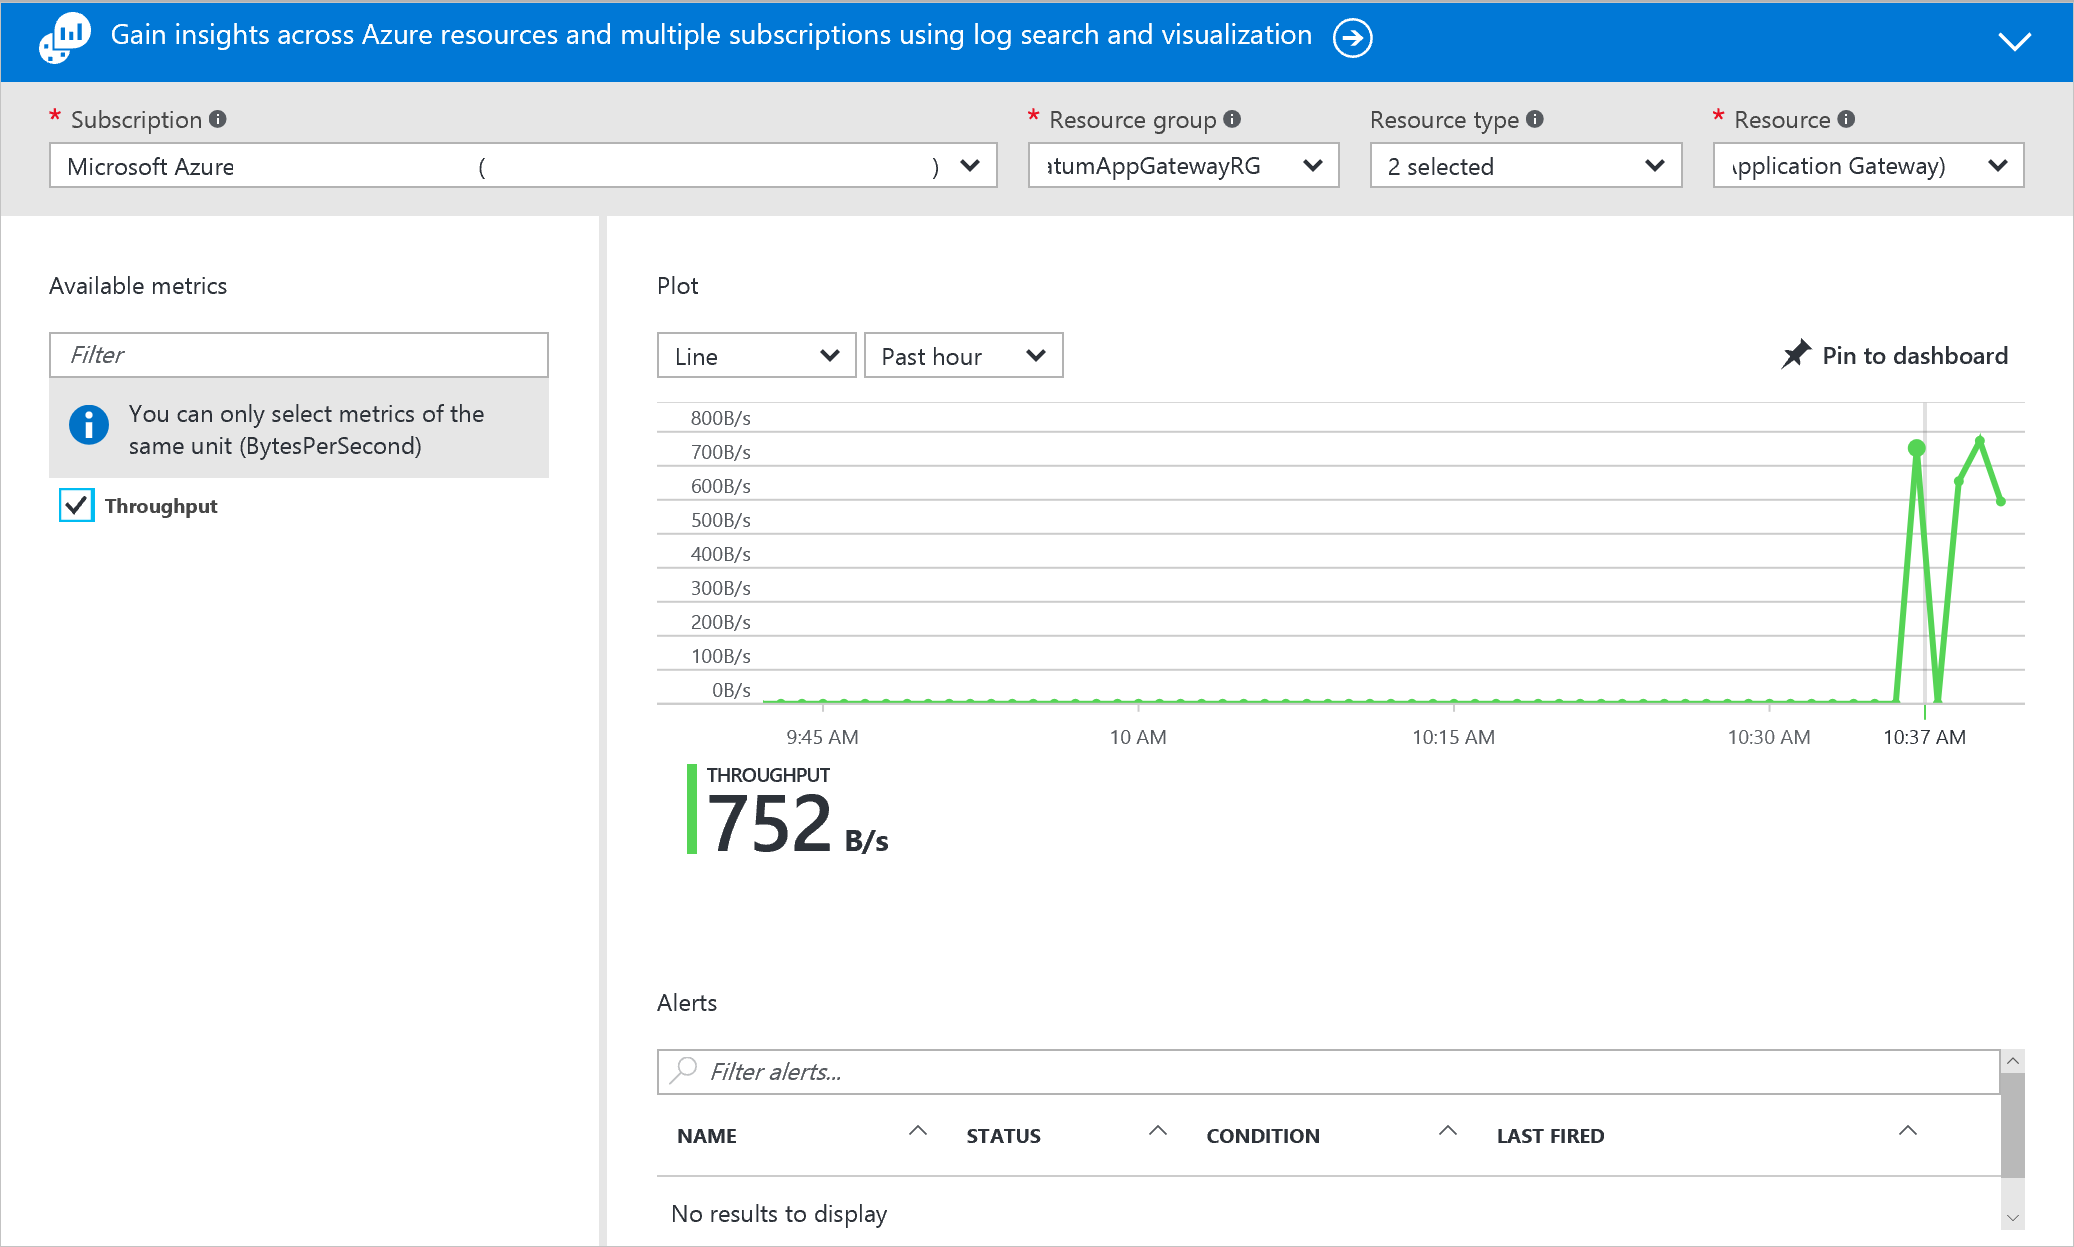 Gain insights across Azure resources and multiple subscriptions using log search and visualization
* Subscription
* Resource group
Resource type
* Resource
Microsoft Azure ( )
atumAppGatewayRG
2 selected
Application Gateway)
Available metrics
Filter
You can only select metrics of the
same unit (BytesPerSecond)
Throughput
Plot
Line
Past hour
Pin to dashboard
800B/s
700B/s
600B/s
500B/s
400B/s
300B/s
200B/s
100B/s
0B/s
9:45 AM
10 AM
10:15 AM
10:30 AM
10:37 AM
THROUGHPUT
752 B/s
Alerts
Filter alerts...
NAME
STATUS
CONDITION
LAST FIRED
No results to display